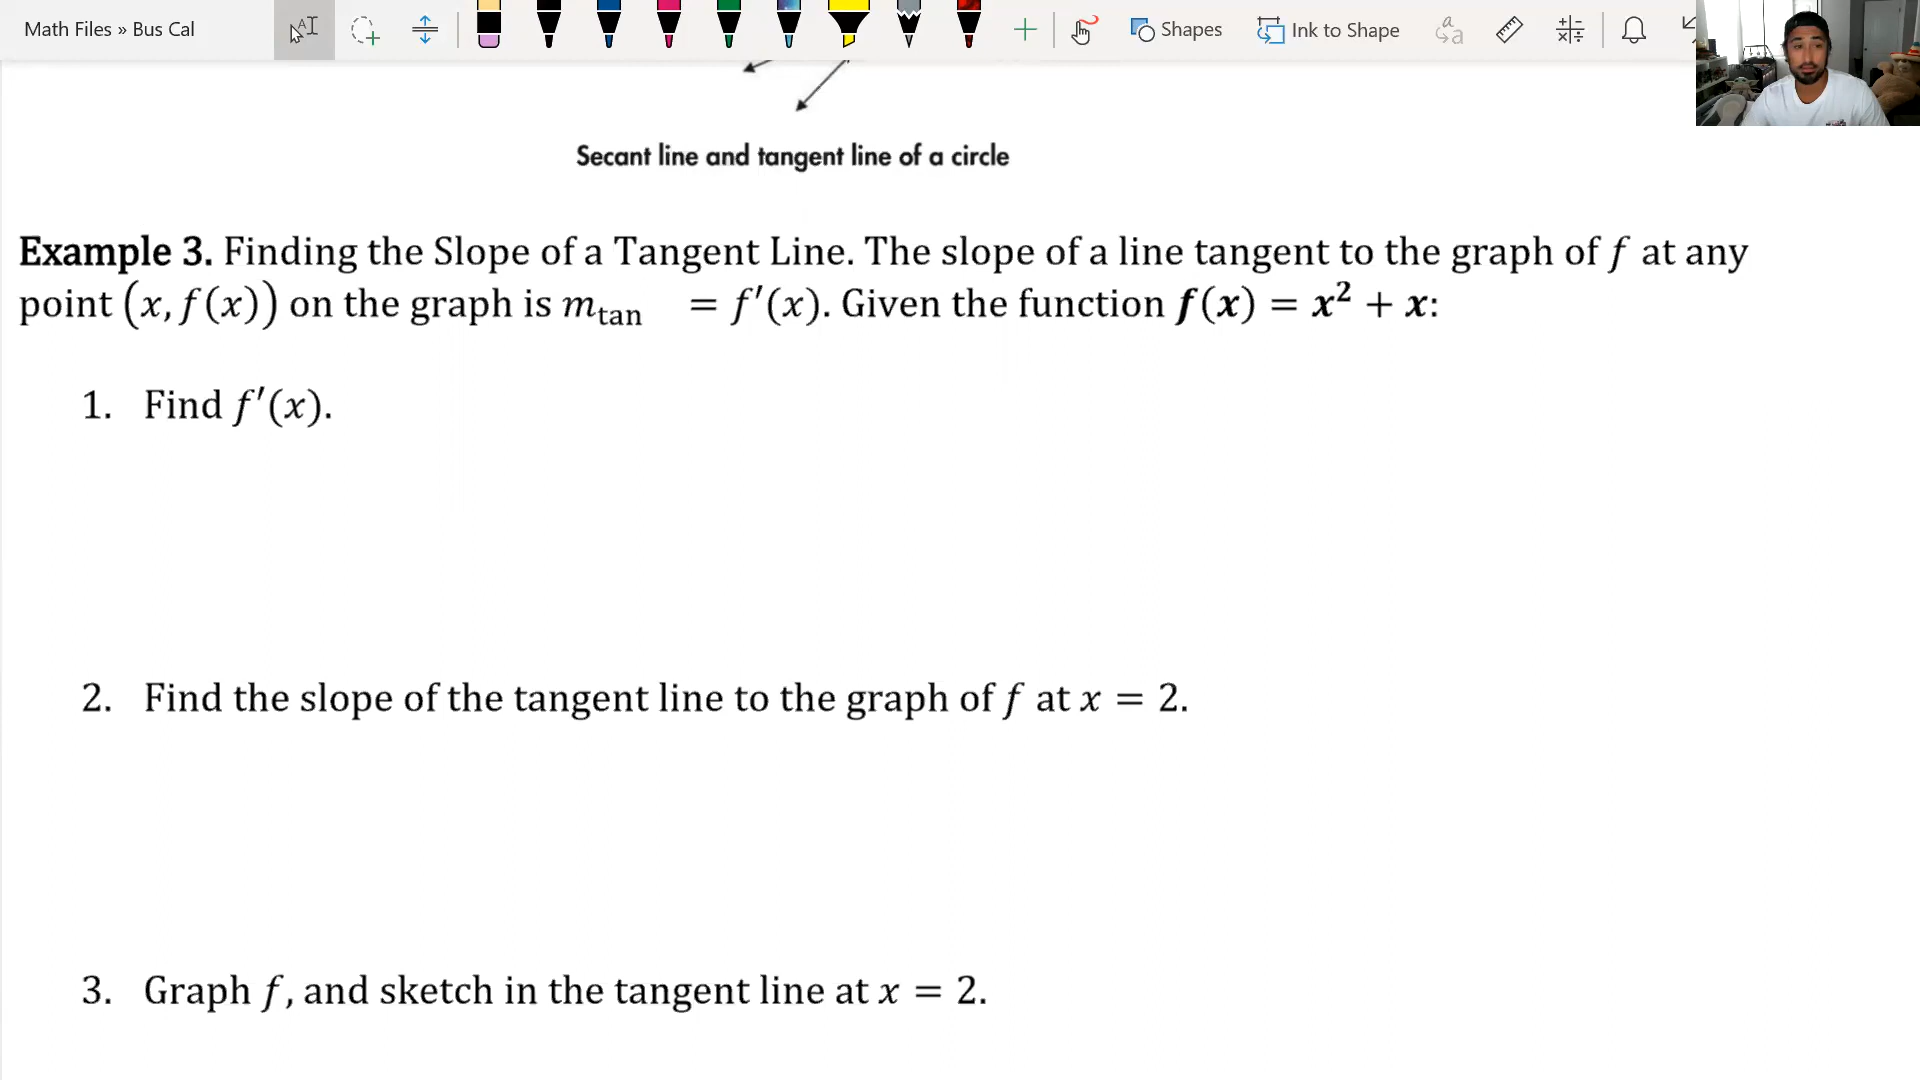 Math Files » Bus Cal
Shapes
Ink to Shape
Secant line and tangent line of a circle
Example 3. Finding the Slope of a Tangent Line. The slope of a line tangent to the graph of f at any
point (x, f(x)) on the graph is m_tan = f′(x). Given the function f(x) = x² + x:
1. Find f′(x).
2. Find the slope of the tangent line to the graph of f at x = 2.
3. Graph f, and sketch in the tangent line at x = 2.